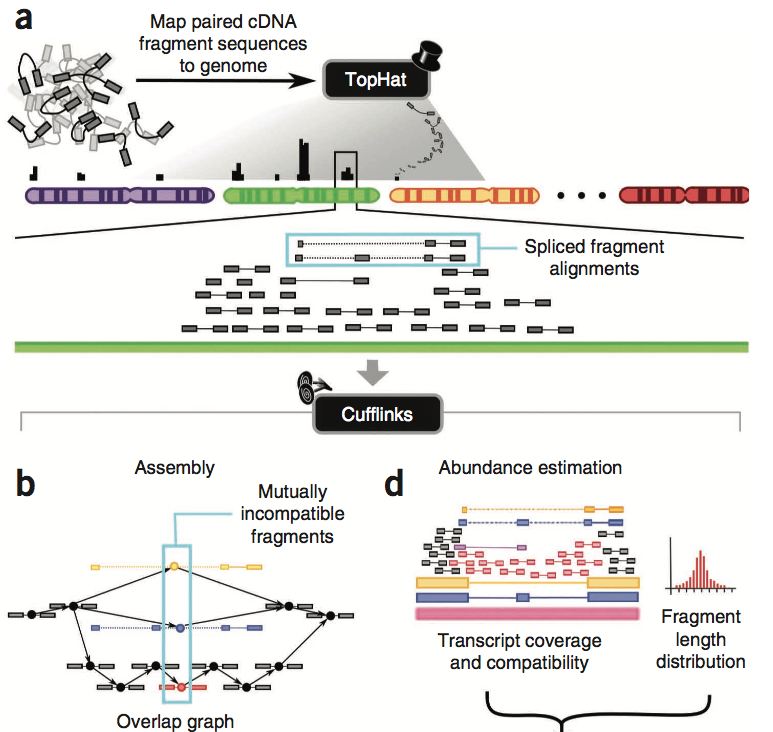 a
Map paired cDNA
fragment sequences
to genome
TopHat
Spliced fragment
alignments
Cufflinks
b
Assembly
Mutually
incompatible
fragments
Overlap graph
d
Abundance estimation
Transcript coverage
and compatibility
Fragment
length
distribution